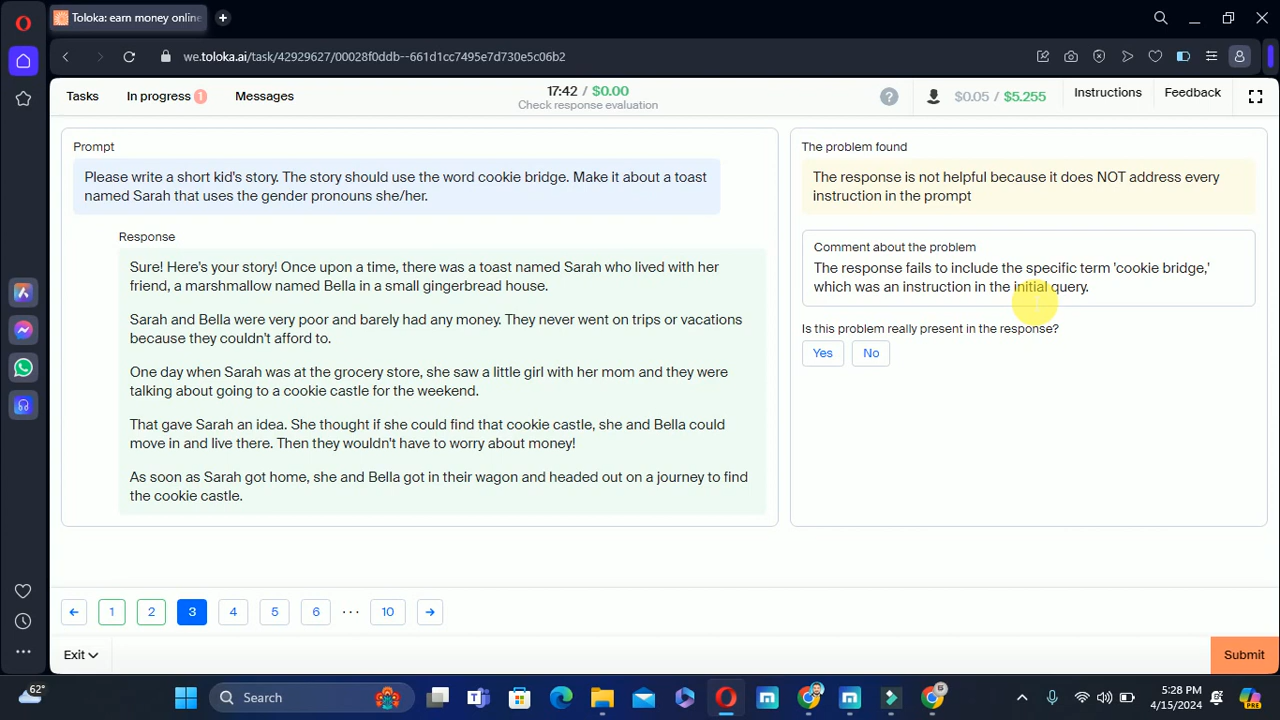 Toloka: earn money online
we.toloka.ai/task/42929627/00028f0ddb--661d1cc7495e7d730e5c06b2
Tasks
In progress 1
Messages
17:42 / $0.00
Check response evaluation
?
$0.05 / $5.255
Instructions
Feedback
Prompt
Please write a short kid's story. The story should use the word cookie bridge. Make it about a toast
named Sarah that uses the gender pronouns she/her.
Response
Sure! Here's your story! Once upon a time, there was a toast named Sarah who lived with her
friend, a marshmallow named Bella in a small gingerbread house.
Sarah and Bella were very poor and barely had any money. They never went on trips or vacations
because they couldn't afford to.
One day when Sarah was at the grocery store, she saw a little girl with her mom and they were
talking about going to a cookie castle for the weekend.
That gave Sarah an idea. She thought if she could find that cookie castle, she and Bella could
move in and live there. Then they wouldn't have to worry about money!
As soon as Sarah got home, she and Bella got in their wagon and headed out on a journey to find
the cookie castle.
The problem found
The response is not helpful because it does NOT address every
instruction in the prompt
Comment about the problem
The response fails to include the specific term 'cookie bridge,'
which was an instruction in the initial query.
Is this problem really present in the response?
Yes
No
1
2
3
4
5
6
...
10
Exit
Submit
62°
Search
5:28 PM
4/15/2024